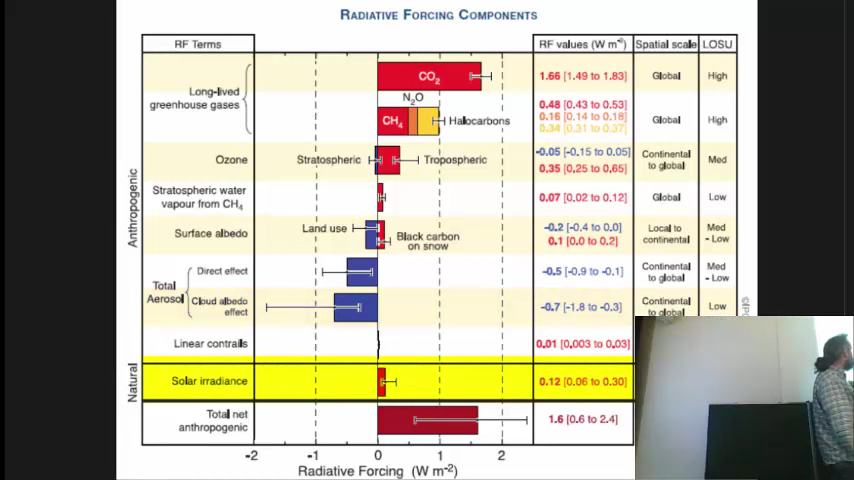 RADIATIVE FORCING COMPONENTS
RF Terms
RF values (W m⁻²)
Spatial scale
LOSU
Anthropogenic
Natural
Long-lived
greenhouse gases
CO₂
1.66 [1.49 to 1.83]
Global
High
N₂O
CH₄
Halocarbons
0.48 [0.43 to 0.53]
0.16 [0.14 to 0.18]
0.34 [0.31 to 0.37]
Global
High
Ozone
Stratospheric
Tropospheric
-0.05 [-0.15 to 0.05]
0.35 [0.25 to 0.65]
Continental
to global
Med
Stratospheric water
vapour from CH₄
0.07 [0.02 to 0.12]
Global
Low
Surface albedo
Land use
Black carbon
on snow
-0.2 [-0.4 to 0.0]
0.1 [0.0 to 0.2]
Local to
continental
Med
- Low
Total
Aerosol
Direct effect
-0.5 [-0.9 to -0.1]
Continental
to global
Med
- Low
Cloud albedo
effect
-0.7 [-1.8 to -0.3]
Continental
to global
Low
Linear contrails
0.01 [0.003 to 0.03]
Solar irradiance
0.12 [0.06 to 0.30]
Total net
anthropogenic
1.6 [0.6 to 2.4]
-2 -1 0 1 2
Radiative Forcing (W m⁻²)